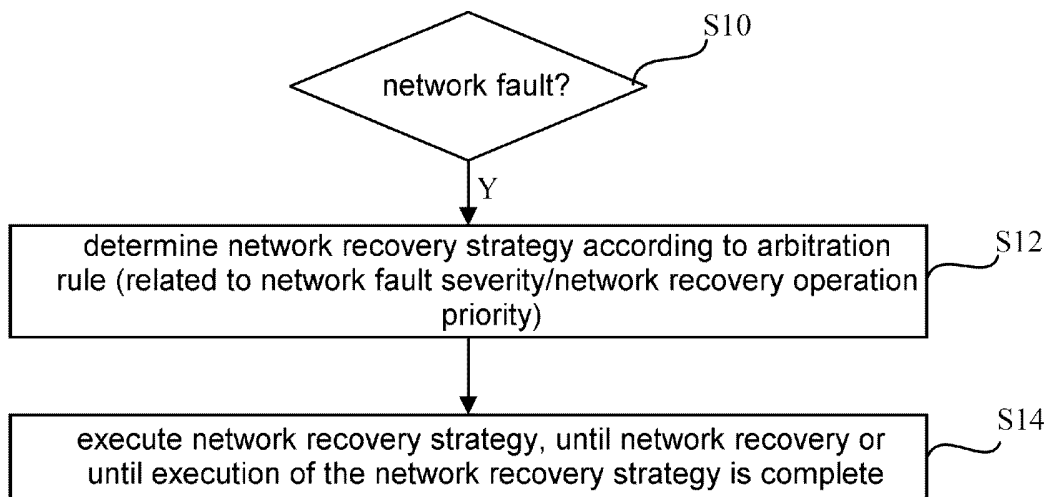 S10
network fault?
Y
determine network recovery strategy according to arbitration
rule (related to network fault severity/network recovery operation
priority)
S12
execute network recovery strategy, until network recovery or
until execution of the network recovery strategy is complete
S14